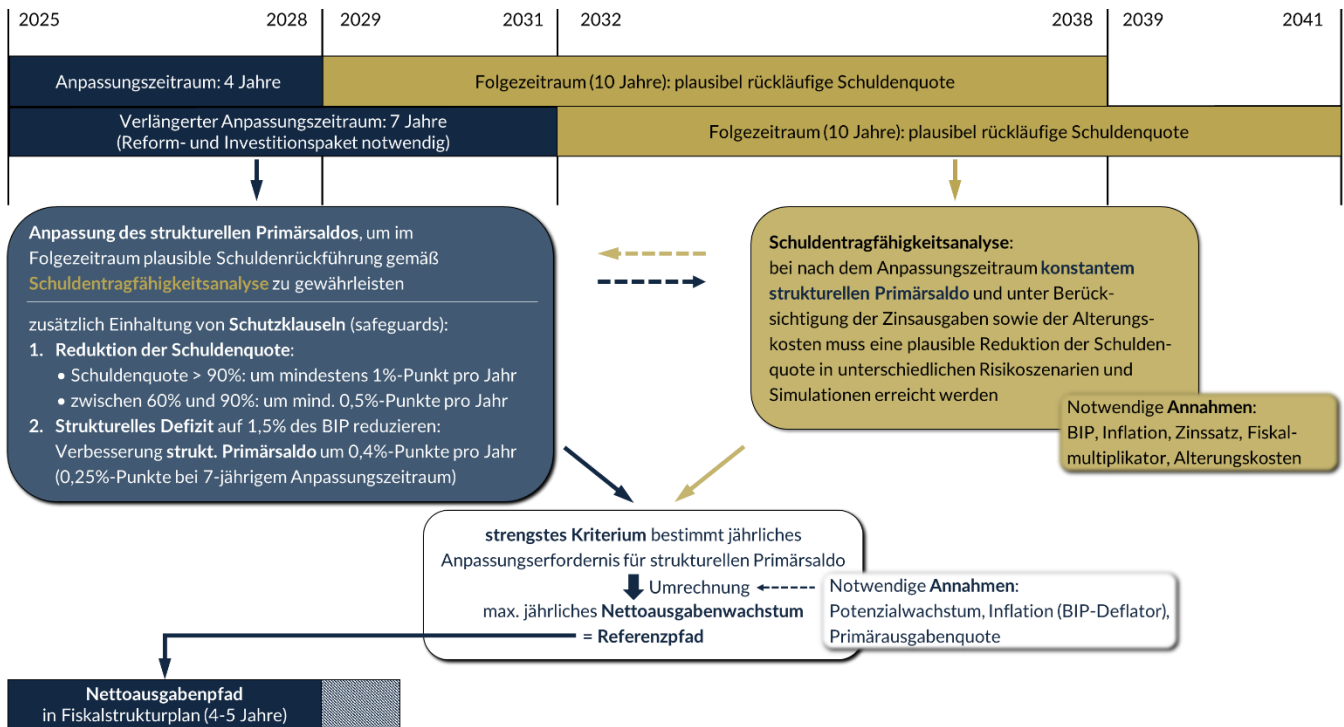 2025 2028 2029 2031 2032 2038 2039 2041
Anpassungszeitraum: 4 Jahre
Folgezeitraum (10 Jahre): plausibel rückläufige Schuldenquote
Verlängerter Anpassungszeitraum: 7 Jahre
(Reform- und Investitionspaket notwendig)
Folgezeitraum (10 Jahre): plausibel rückläufige Schuldenquote
Anpassung des strukturellen Primärsaldos, um im
Folgezeitraum plausible Schuldenrückführung gemäß
Schuldentragfähigkeitsanalyse zu gewährleisten
zusätzlich Einhaltung von Schutzklauseln (safeguards):
1. Reduktion der Schuldenquote:
• Schuldenquote > 90%: um mindestens 1%-Punkt pro Jahr
• zwischen 60% und 90%: um mind. 0,5%-Punkte pro Jahr
2. Strukturelles Defizit auf 1,5% des BIP reduzieren:
Verbesserung strukt. Primärsaldo um 0,4%-Punkte pro Jahr
(0,25%-Punkte bei 7-jährigem Anpassungszeitraum)
Schuldentragfähigkeitsanalyse:
bei nach dem Anpassungszeitraum konstantem
strukturellen Primärsaldo und unter Berück-
sichtigung der Zinsausgaben sowie der Alterungs-
kosten muss eine plausible Reduktion der Schulden-
quote in unterschiedlichen Risikoszenarien und
Simulationen erreicht werden
Notwendige Annahmen:
BIP, Inflation, Zinssatz, Fiskal-
multiplikator, Alterungskosten
strengstes Kriterium bestimmt jährliches
Anpassungserfordernis für strukturellen Primärsaldo
Umrechnung
max. jährliches Nettoausgabenwachstum
= Referenzpfad
Notwendige Annahmen:
Potenzialwachstum, Inflation (BIP-Deflator),
Primärausgabenquote
Nettoausgabenpfad
in Fiskalstrukturplan (4-5 Jahre)